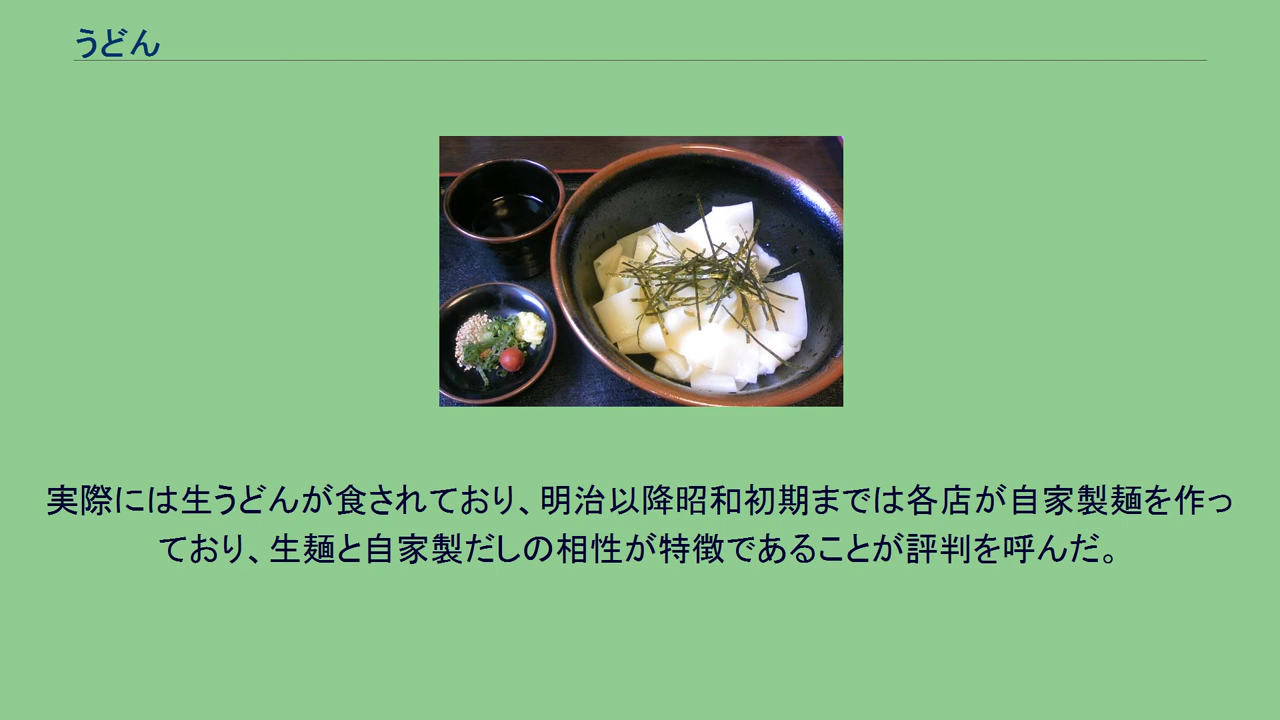 うどん
実際には生うどんが食されており、明治以降昭和初期までは各店が自家製麺を作っ
ており、生麺と自家製だしの相性が特徴であることが評判を呼んだ。